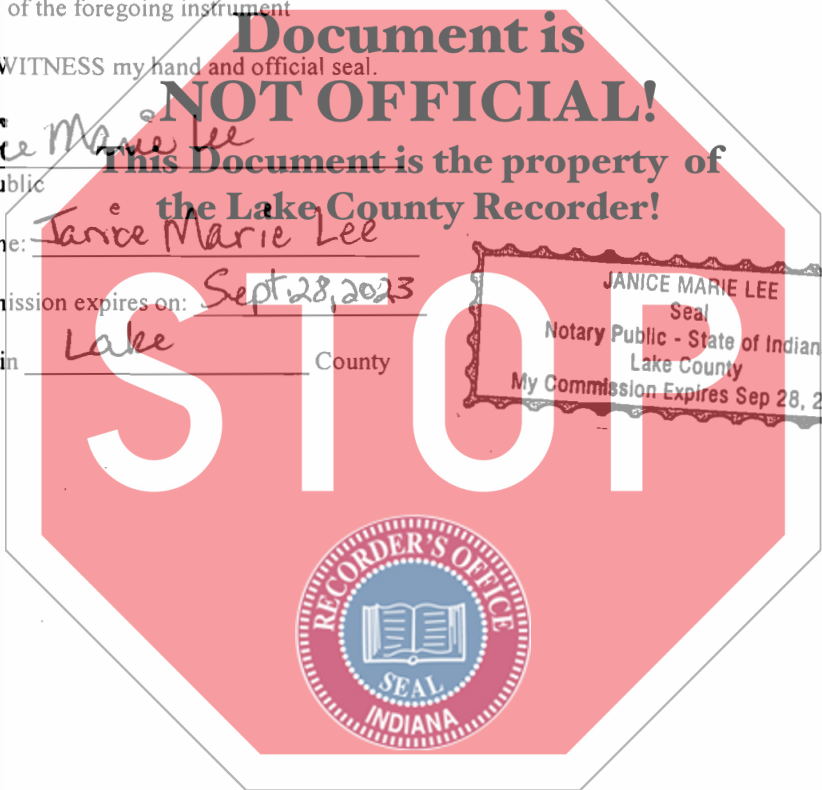 of the foregoing instrument
Document is
WITNESS my hand and official seal.
NOT OFFICIAL!
ce Marie Lee
This Document is the property of
ublic
the Lake County Recorder!
e: Janice Marie Lee
ission expires on: Sept. 28, 2023
in Lake County
JANICE MARIE LEE
Seal
Notary Public - State of Indian
Lake County
My Commission Expires Sep 28, 2
STOP
RECORDER'S OFFICE
SEAL
INDIANA